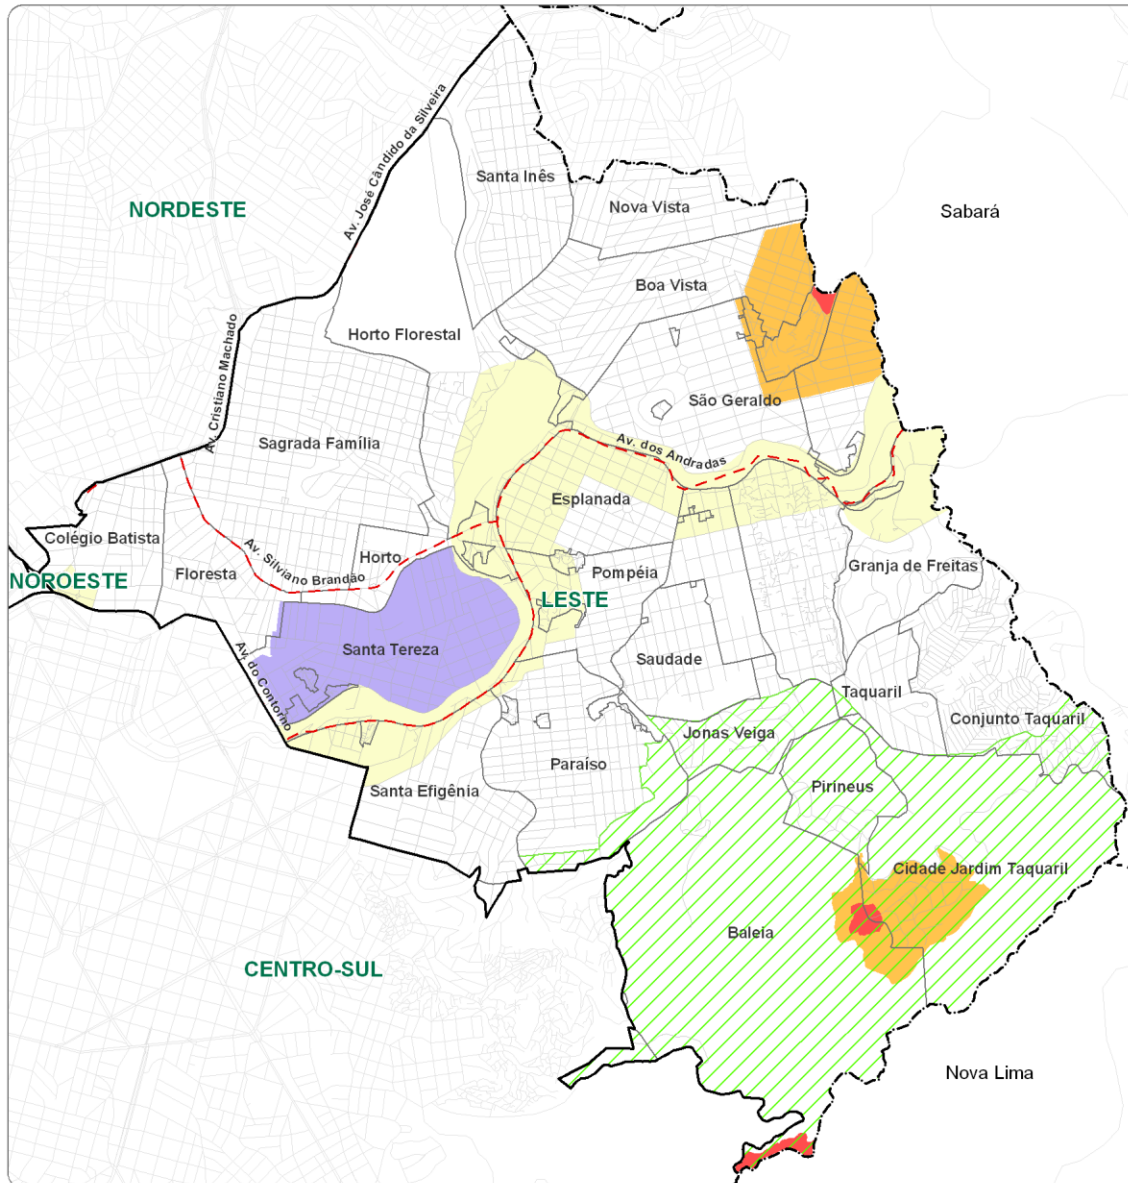 Av. José Cândido da Silveira
Santa Inês
NORDESTE
Nova Vista
Sabará
Boa Vista
Horto Florestal
Av. Cristiano Machado
São Geraldo
Sagrada Família
Av. dos Andradas
Esplanada
Colégio Batista
Av. Silviano Brandão
Horto
Floresta
NOROESTE
Pompéia
Granja de Freitas
LESTE
Santa Tereza
Saudade
Av. do Contorno
Taquaril
Conjunto Taquaril
Jonas Veiga
Paraíso
Pirineus
Santa Efigênia
Cidade Jardim Taquaril
Baleia
CENTRO-SUL
Nova Lima